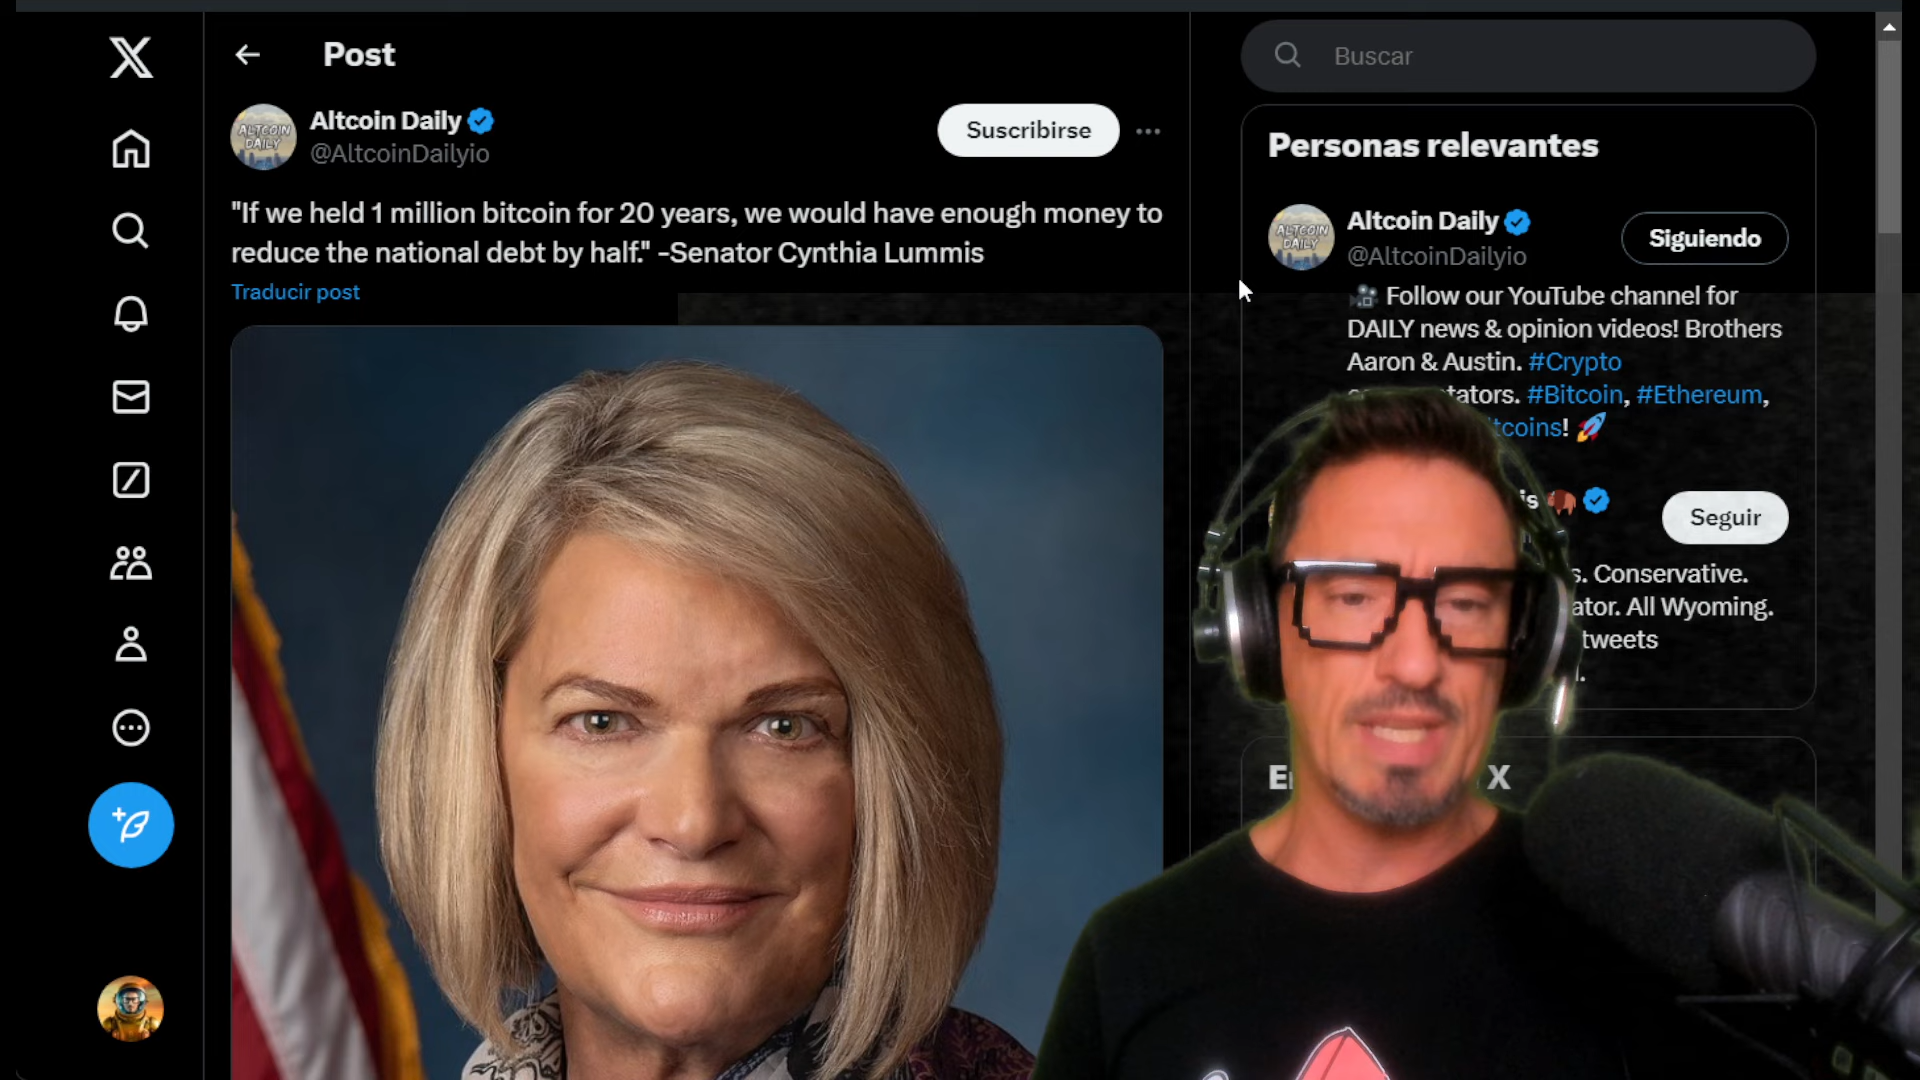 Post
Altcoin Daily
@AltcoinDailyio
Suscribirse
"If we held 1 million bitcoin for 20 years, we would have enough money to
reduce the national debt by half." -Senator Cynthia Lummis
Traducir post
Buscar
Personas relevantes
ALTCOIN
DAILY
Altcoin Daily
@AltcoinDailyio
Siguiendo
Follow our YouTube channel for
DAILY news & opinion videos! Brothers
Aaron & Austin. #Crypto
#Bitcoin, #Ethereum,
Seguir
Conservative.
All Wyoming.
tweets
X